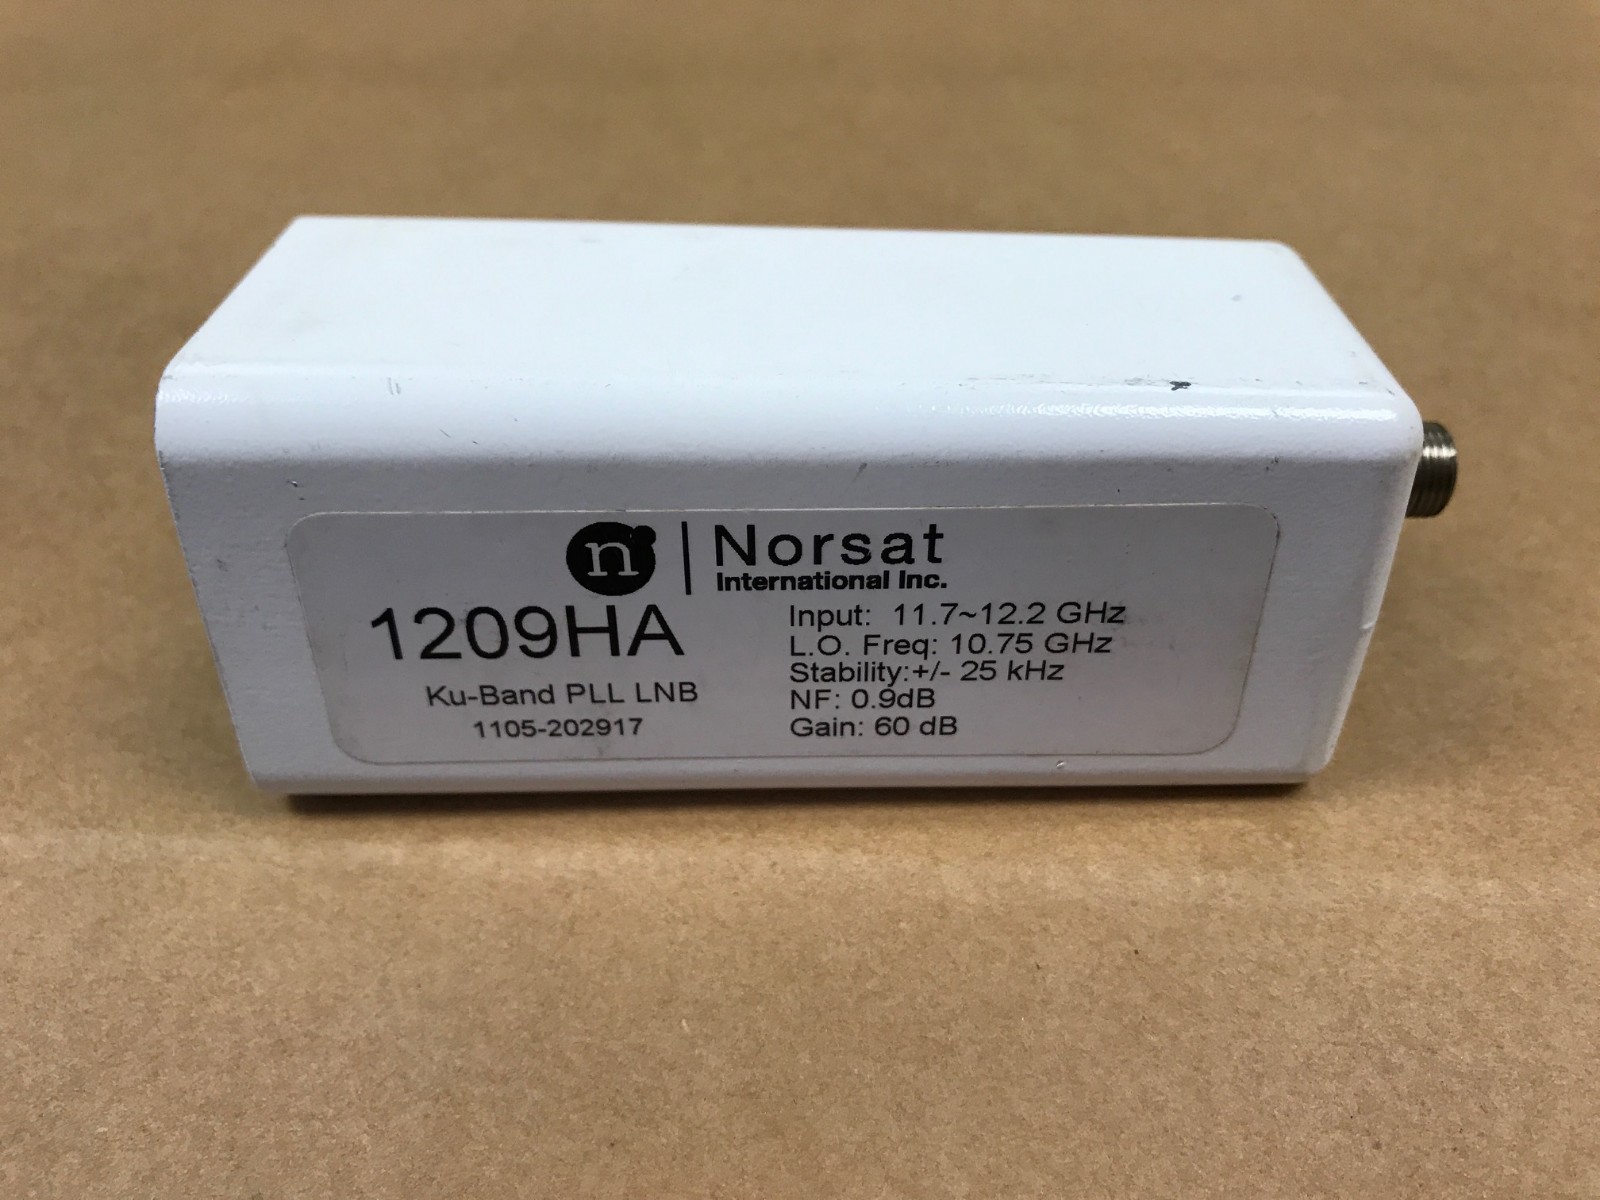 n
Norsat
International Inc.
1209HA
Ku-Band PLL LNB
1105-202917
Input: 11.7~12.2 GHz
L.O. Freq: 10.75 GHz
Stability:+/- 25 kHz
NF: 0.9dB
Gain: 60 dB